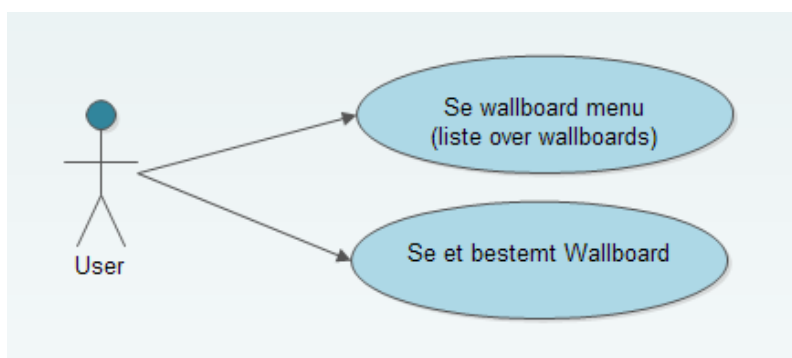 Se wallboard menu
(liste over wallboards)
Se et bestemt Wallboard
User